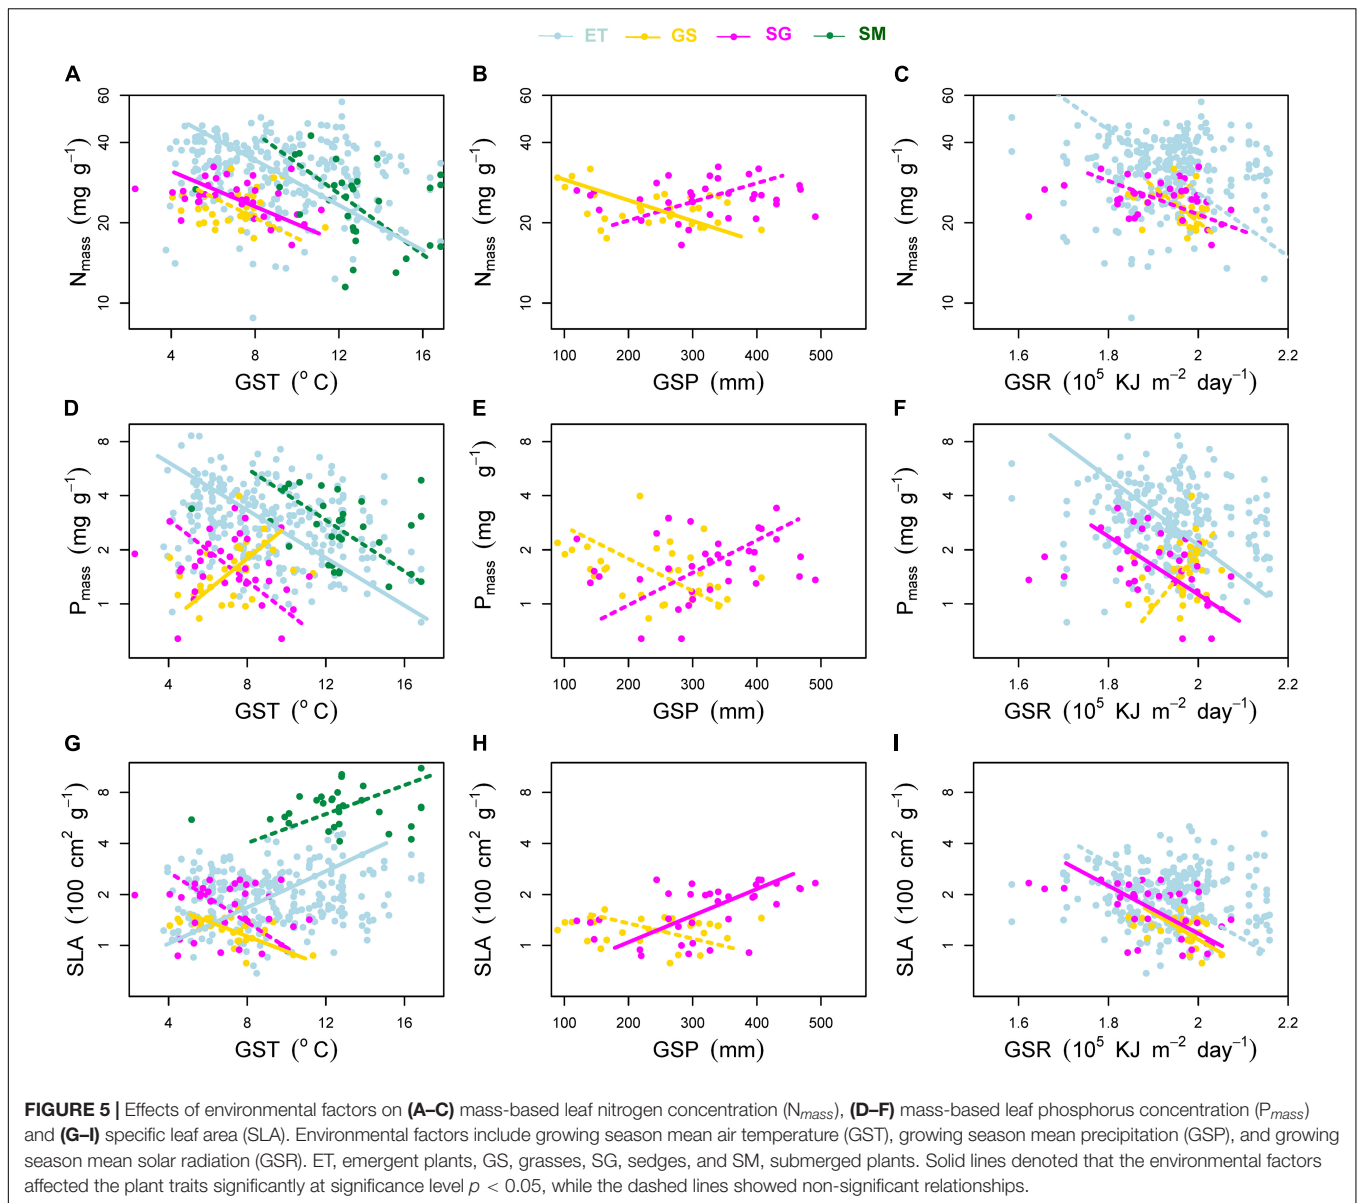 ET GS SG SM
A B C
60 40 20 10
N_mass (mg g⁻¹)
4 8 12 16
GST (°C)
60 40 20 10
N_mass (mg g⁻¹)
100 200 300 400 500
GSP (mm)
60 40 20 10
N_mass (mg g⁻¹)
1.6 1.8 2 2.2
GSR (10⁵ KJ m⁻² day⁻¹)
D E F
8 4 2 1
P_mass (mg g⁻¹)
4 8 12 16
GST (°C)
8 4 2 1
P_mass (mg g⁻¹)
100 200 300 400 500
GSP (mm)
8 4 2 1
P_mass (mg g⁻¹)
1.6 1.8 2 2.2
GSR (10⁵ KJ m⁻² day⁻¹)
G H I
8 4 2 1
SLA (100 cm² g⁻¹)
4 8 12 16
GST (°C)
8 4 2 1
SLA (100 cm² g⁻¹)
100 200 300 400 500
GSP (mm)
8 4 2 1
SLA (100 cm² g⁻¹)
1.6 1.8 2 2.2
GSR (10⁵ KJ m⁻² day⁻¹)
FIGURE 5 | Effects of environmental factors on (A–C) mass-based leaf nitrogen concentration (N_mass), (D–F) mass-based leaf phosphorus concentration (P_mass)
and (G–I) specific leaf area (SLA). Environmental factors include growing season mean air temperature (GST), growing season mean precipitation (GSP), and growing
season mean solar radiation (GSR). ET, emergent plants, GS, grasses, SG, sedges, and SM, submerged plants. Solid lines denoted that the environmental factors
affected the plant traits significantly at significance level p < 0.05, while the dashed lines showed non-significant relationships.